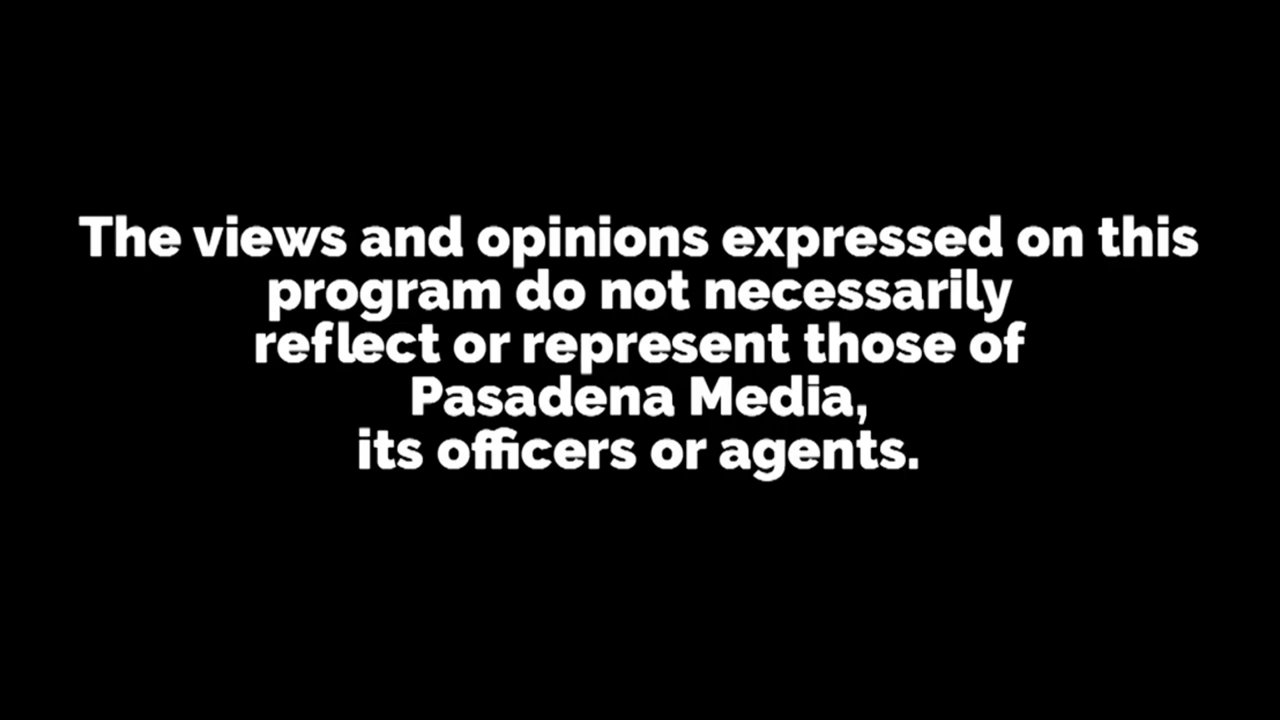 The views and opinions expressed on this
program do not necessarily
reflect or represent those of
Pasadena Media,
its officers or agents.